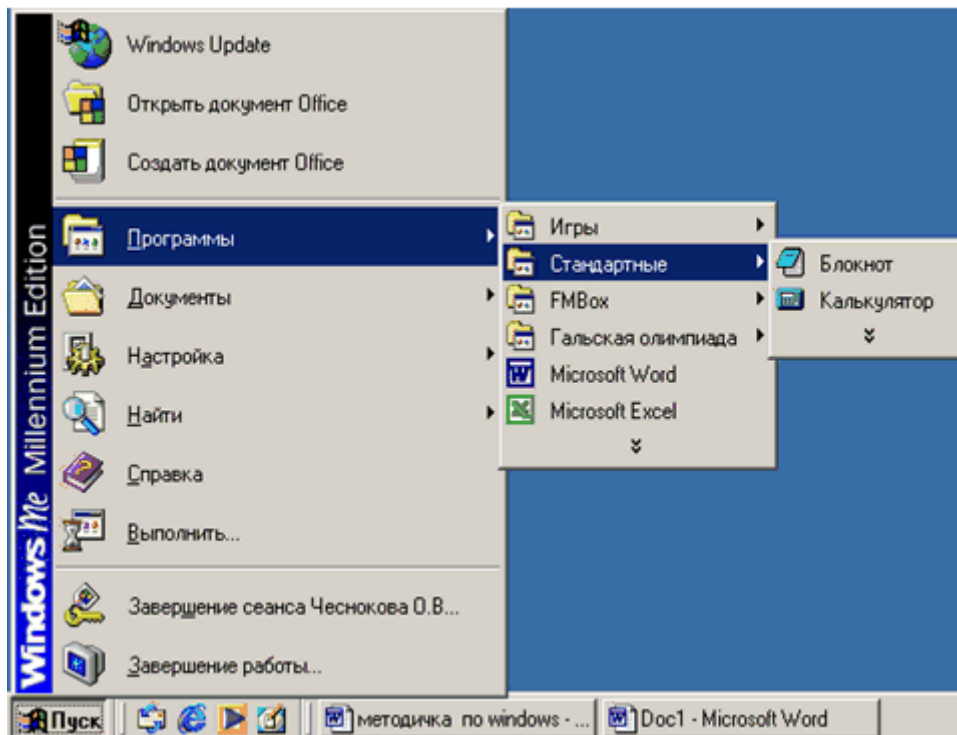 Windows Update
Открыть документ Office
Создать документ Office
Программы
Документы
Настройка
Найти
Справка
Выполнить...
Завершение сеанса Чеснокова О.В...
Завершение работы...
Windows Me Millennium Edition
Игры
Стандартные
FMBox
Гальская олимпиада
Microsoft Word
Microsoft Excel
Блокнот
Калькулятор
Пуск
методичка по windows - ...
Doc1 - Microsoft Word